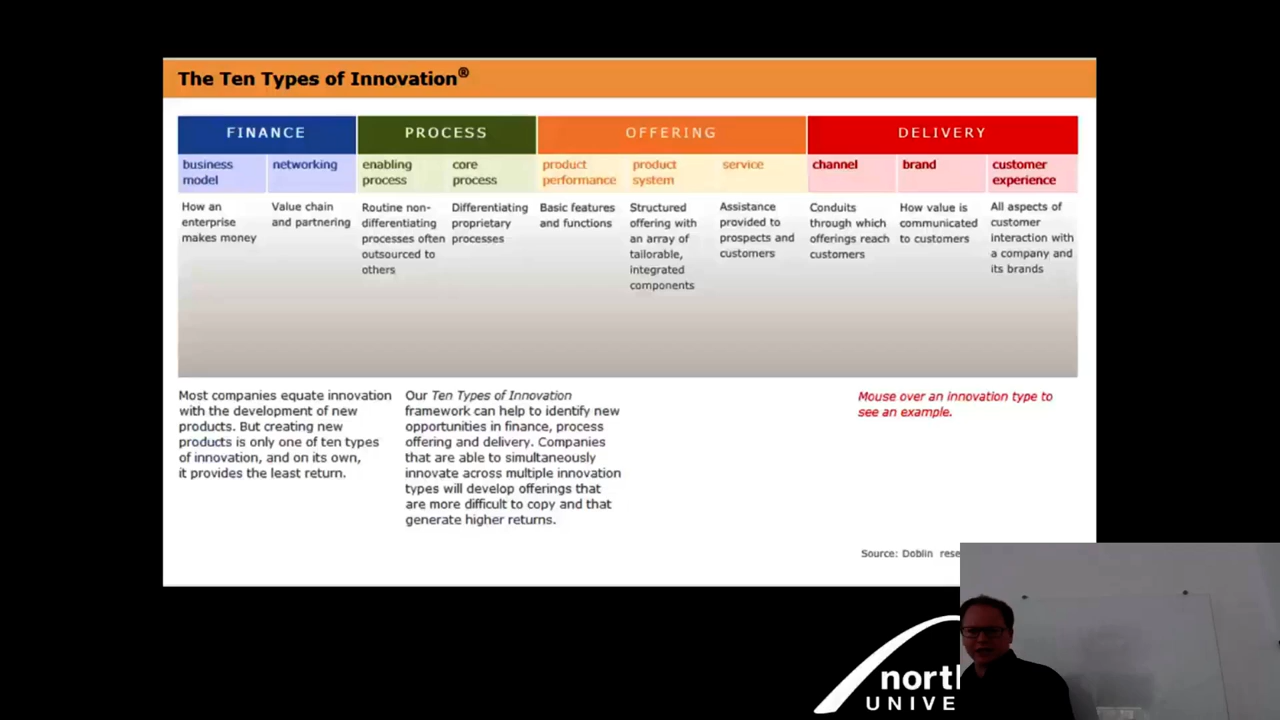 The Ten Types of Innovation®
FINANCE
PROCESS
OFFERING
DELIVERY
business
model
networking
enabling
process
core
process
product
performance
product
system
service
channel
brand
customer
experience
How an
enterprise
makes money
Value chain
and partnering
Routine non-
differentiating
processes often
outsourced to
others
Differentiating
proprietary
processes
Basic features
and functions
Structured
offering with
an array of
tailorable,
integrated
components
Assistance
provided to
prospects and
customers
Conduits
through which
offerings reach
customers
How value is
communicated
to customers
All aspects of
customer
interaction with
a company and
its brands
Most companies equate innovation
with the development of new
products. But creating new
products is only one of ten types
of innovation, and on its own,
it provides the least return.
Our Ten Types of Innovation
framework can help to identify new
opportunities in finance, process
offering and delivery. Companies
that are able to simultaneously
innovate across multiple innovation
types will develop offerings that
are more difficult to copy and that
generate higher returns.
Mouse over an innovation type to
see an example.
Source: Doblin